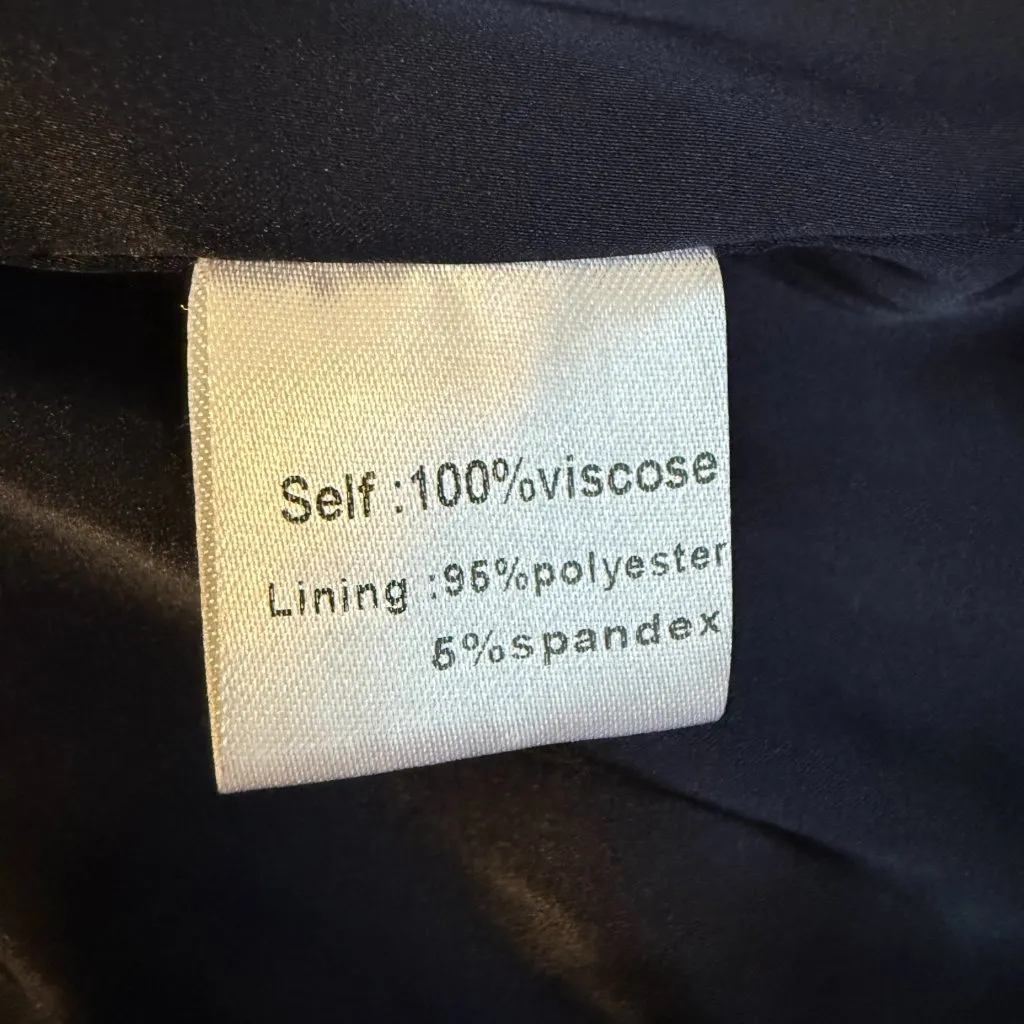 Self :100%viscose
Lining :95%polyester
5%spandex